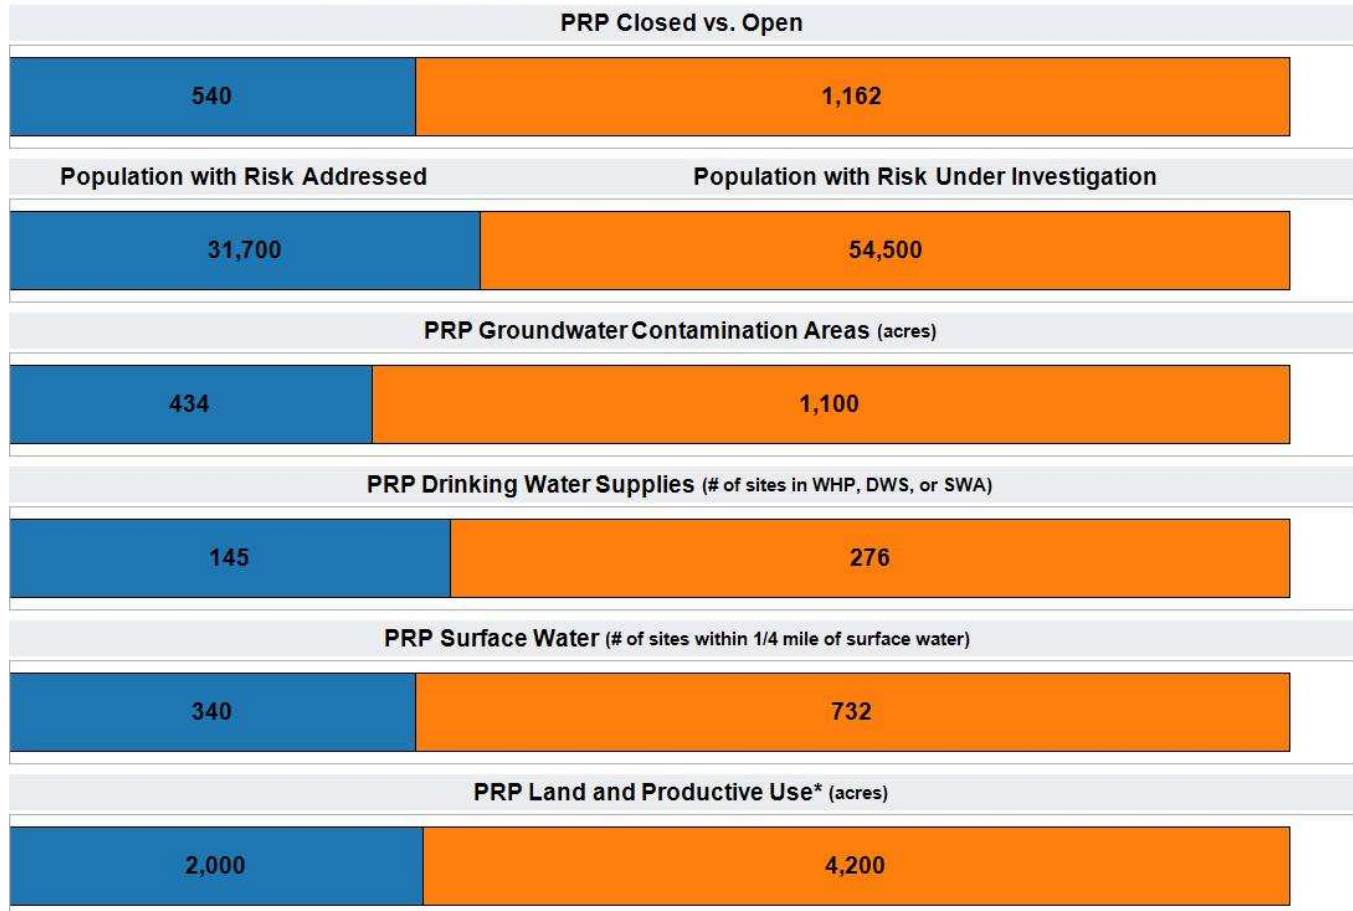 PRP Closed vs. Open
540 1,162
Population with Risk Addressed Population with Risk Under Investigation
31,700 54,500
PRP Groundwater Contamination Areas (acres)
434 1,100
PRP Drinking Water Supplies (# of sites in WHP, DWS, or SWA)
145 276
PRP Surface Water (# of sites within 1/4 mile of surface water)
340 732
PRP Land and Productive Use* (acres)
2,000 4,200